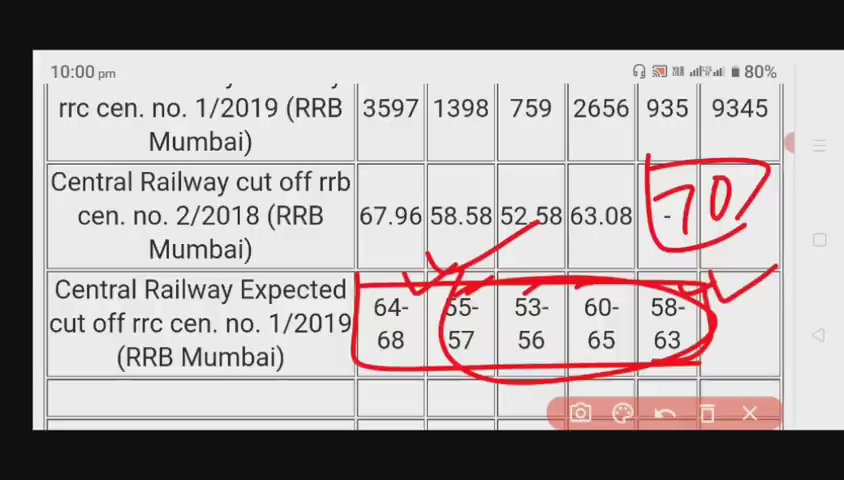 10:00 pm 80%
rrc cen. no. 1/2019 (RRB Mumbai) 3597 1398 759 2656 935 9345
Central Railway cut off rrb cen. no. 2/2018 (RRB Mumbai) 67.96 58.58 52.58 63.08 -
70
Central Railway Expected cut off rrc cen. no. 1/2019 (RRB Mumbai) 64-68 55-57 53-56 60-65 58-63